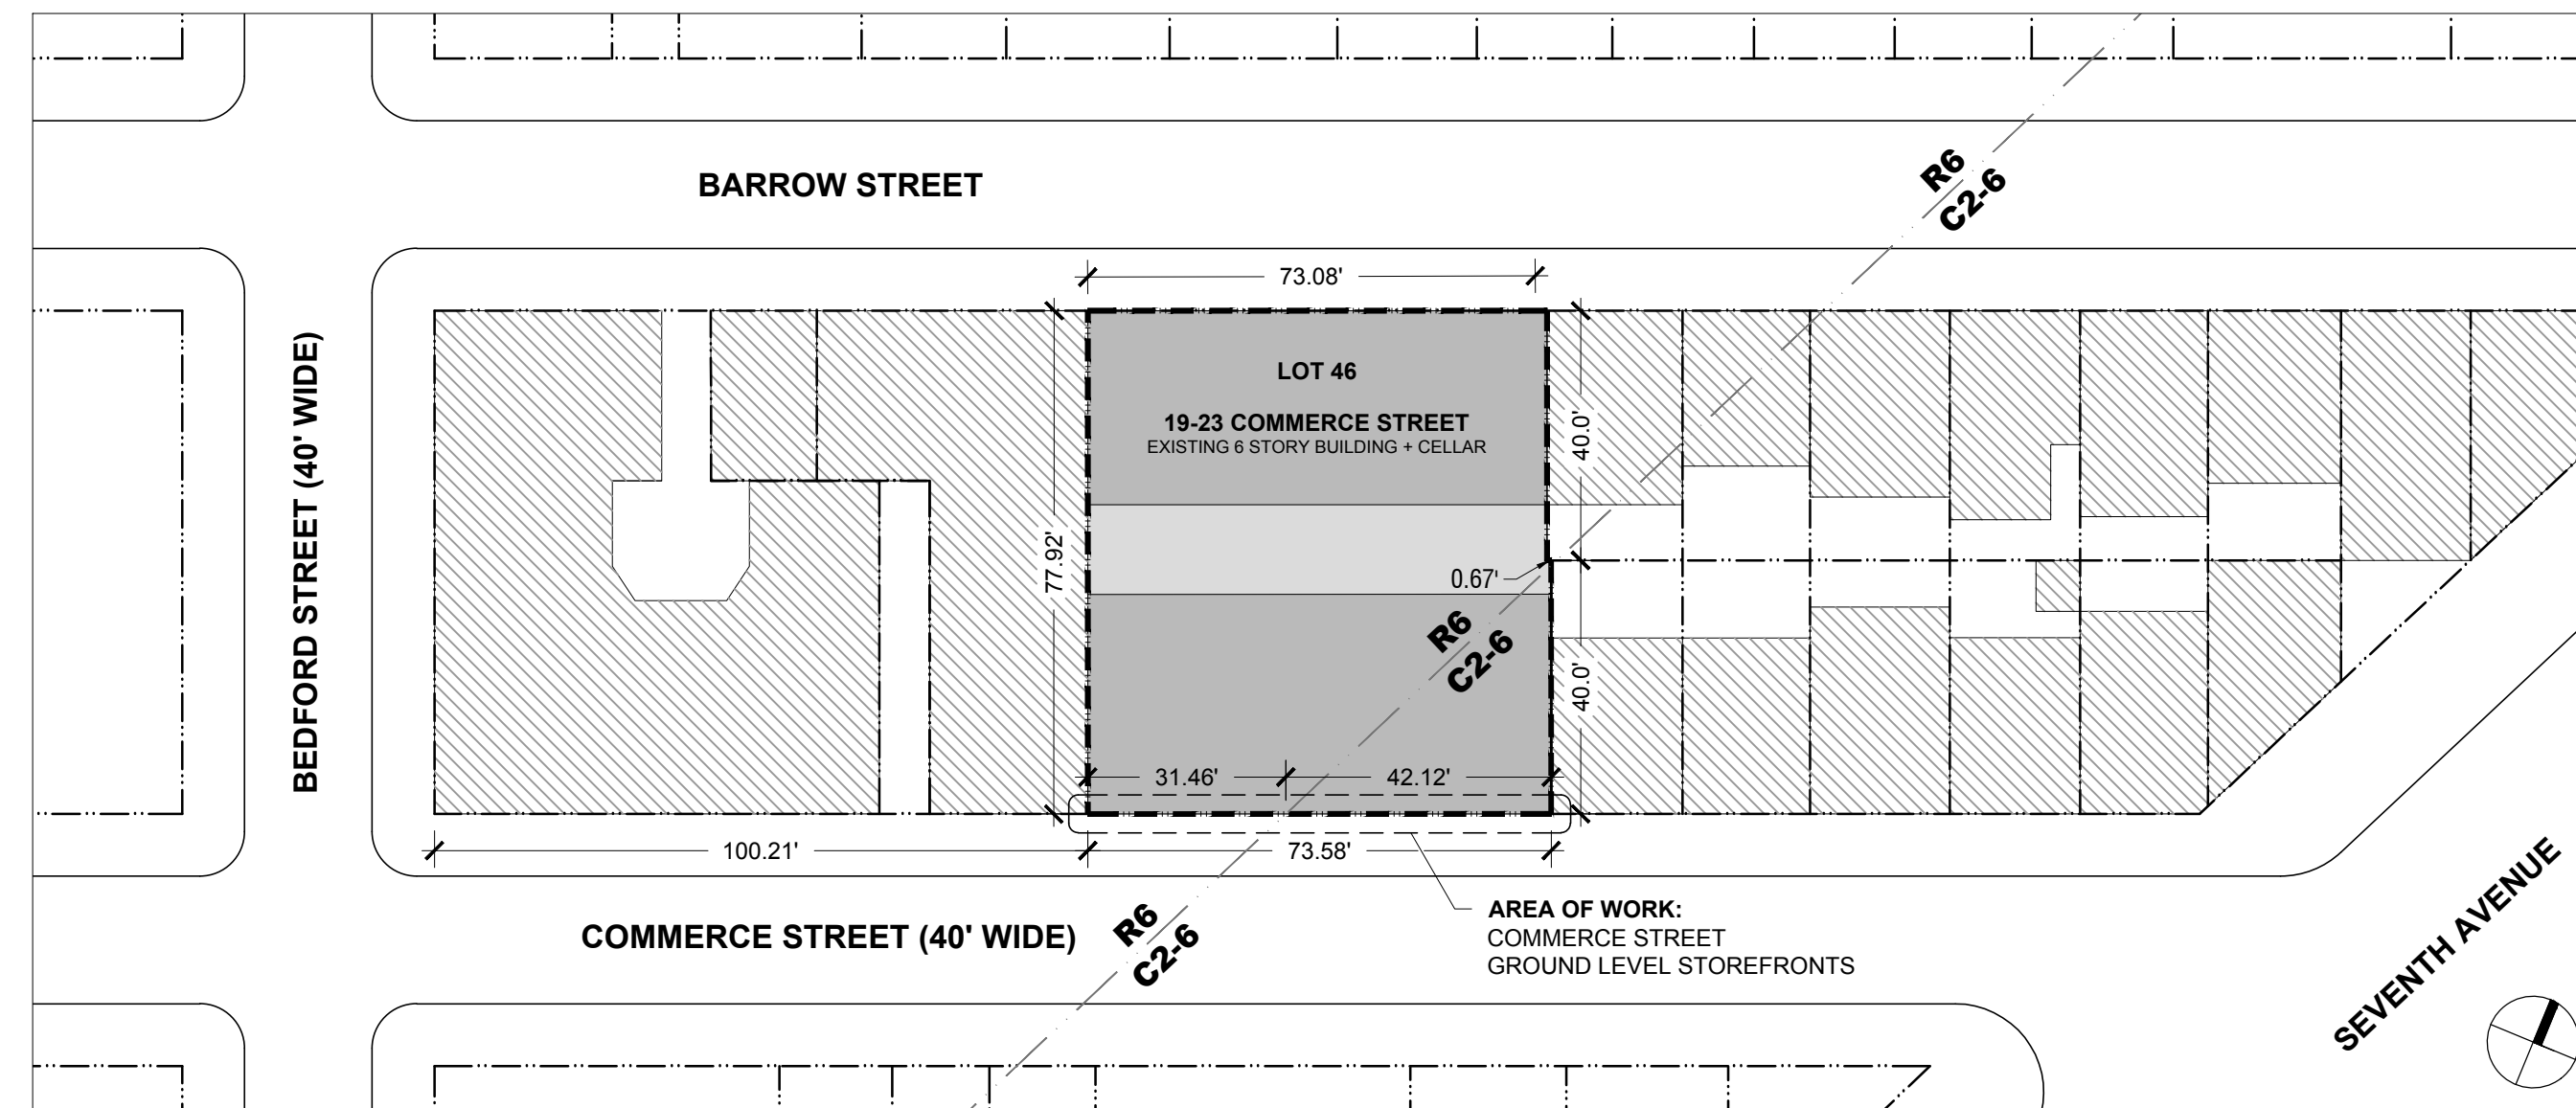 BARROW STREET
R6
C2-6
73.08'
LOT 46
19-23 COMMERCE STREET
EXISTING 6 STORY BUILDING + CELLAR
40.0'
BEDFORD STREET (40' WIDE)
77.92'
0.67'
R6
C2-6
40.0'
31.46'
42.12'
100.21'
73.58'
COMMERCE STREET (40' WIDE)
R6
C2-6
AREA OF WORK:
COMMERCE STREET
GROUND LEVEL STOREFRONTS
SEVENTH AVENUE